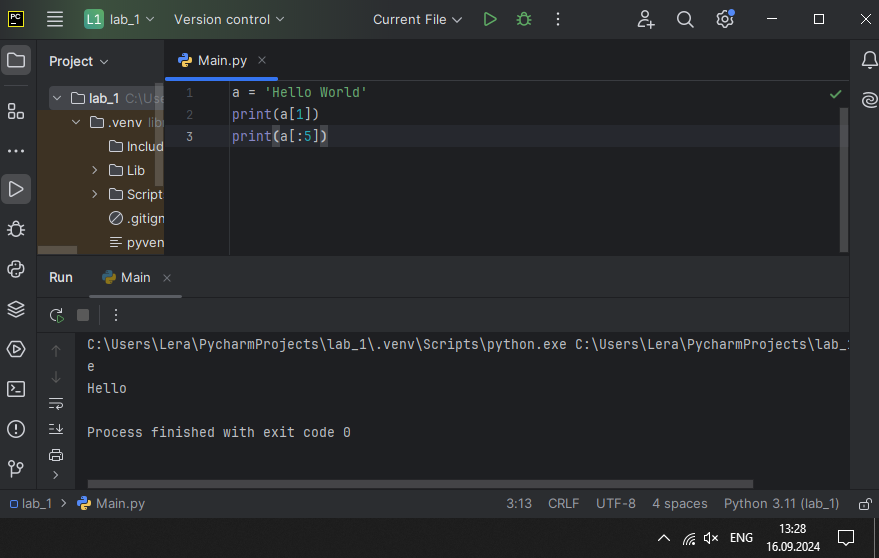 PC
L1 lab_1 Version control Current File
Project
Main.py
lab_1 C:\Use
.venv libr
Includ
Lib
Script
.gitign
pyven
1 a = 'Hello World'
2 print(a[1])
3 print(a[:5])
Run Main
C:\Users\Lera\PycharmProjects\lab_1\.venv\Scripts\python.exe C:\Users\Lera\PycharmProjects\lab_
e
Hello
Process finished with exit code 0
lab_1 Main.py 3:13 CRLF UTF-8 4 spaces Python 3.11 (lab_1)
ENG 13:28
16.09.2024